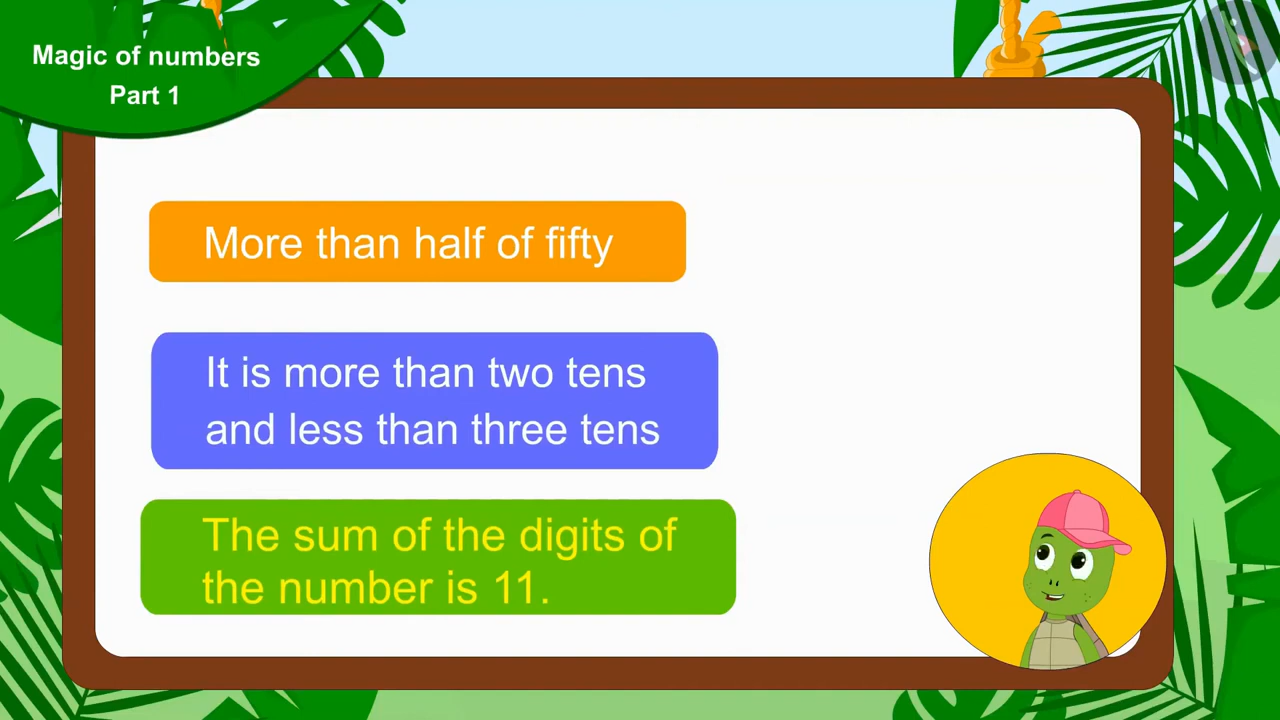 Magic of numbers
Part 1
More than half of fifty
It is more than two tens
and less than three tens
The sum of the digits of
the number is 11.